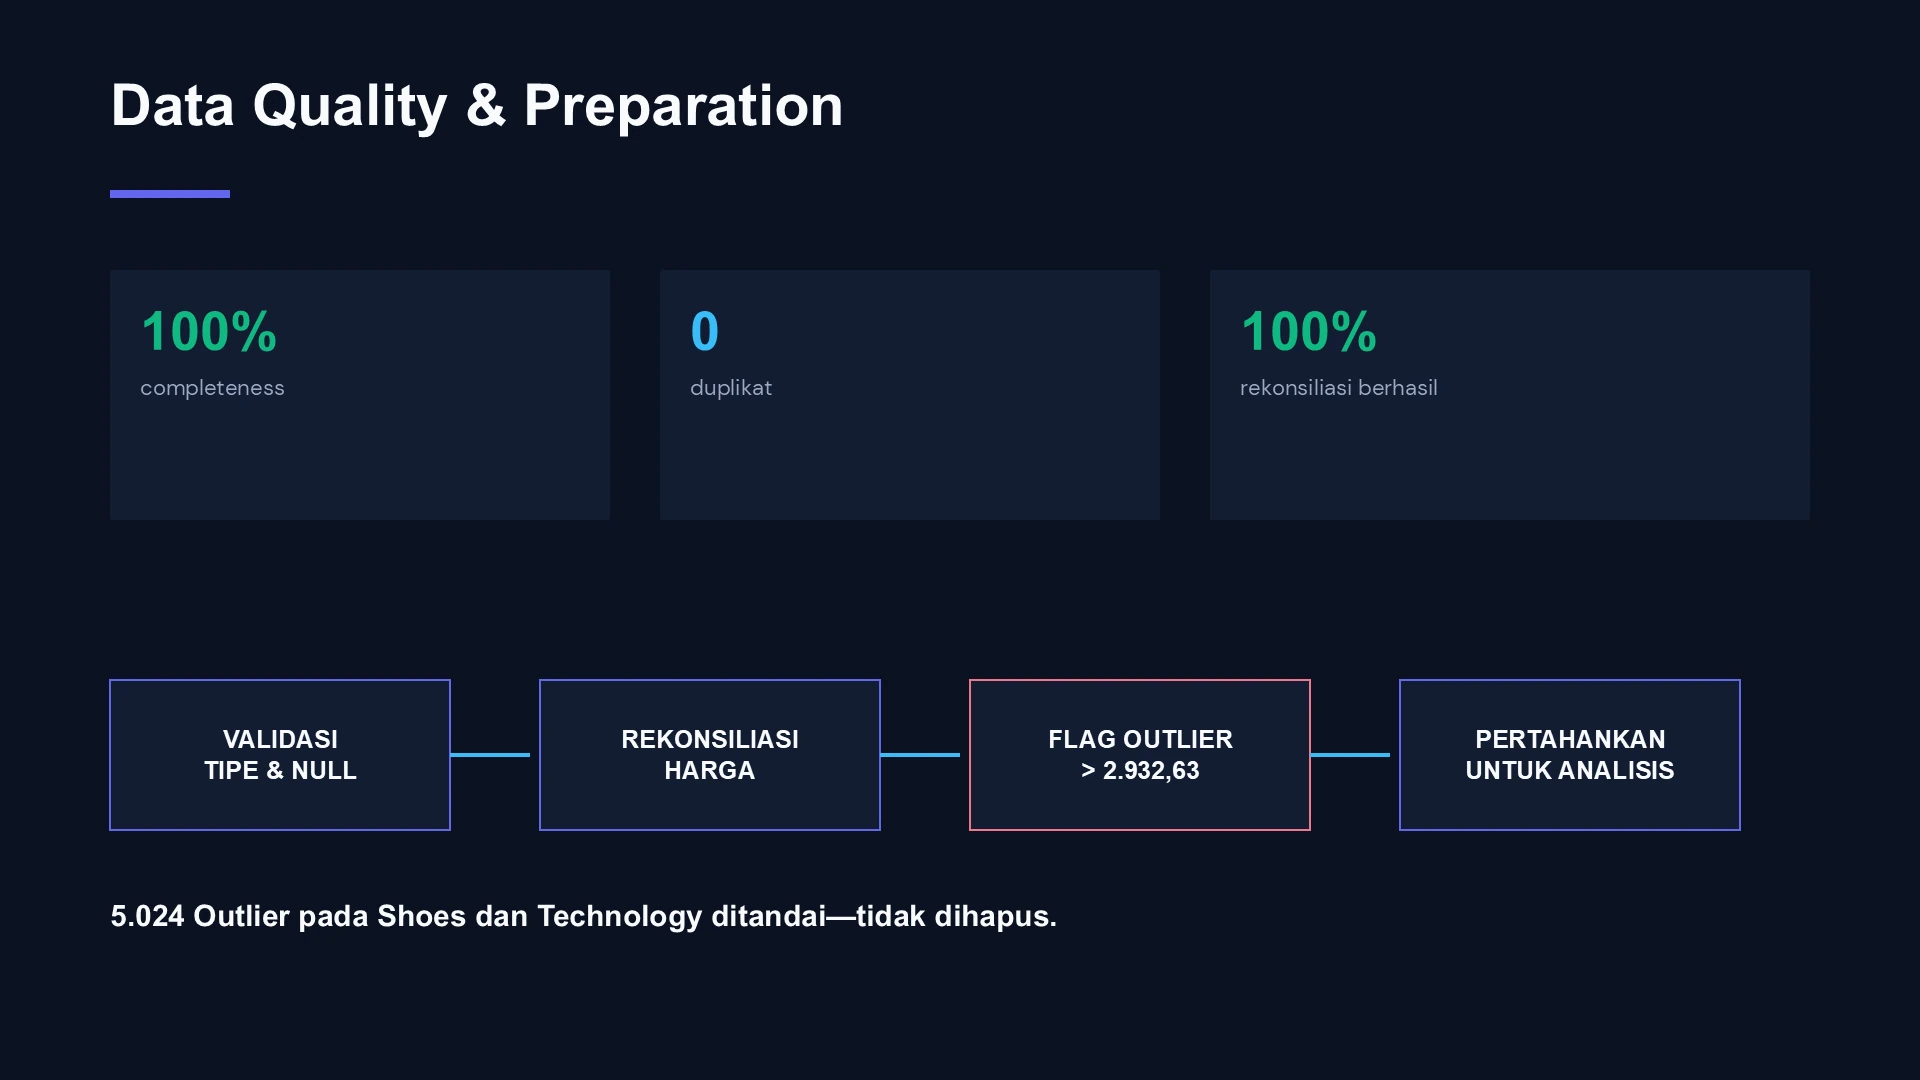 Data Quality & Preparation
100%
completeness
0
duplikat
100%
rekonsiliasi berhasil
VALIDASI
TIPE & NULL
REKONSILIASI
HARGA
FLAG OUTLIER
> 2.932,63
PERTAHANKAN
UNTUK ANALISIS
5.024 Outlier pada Shoes dan Technology ditandai—tidak dihapus.